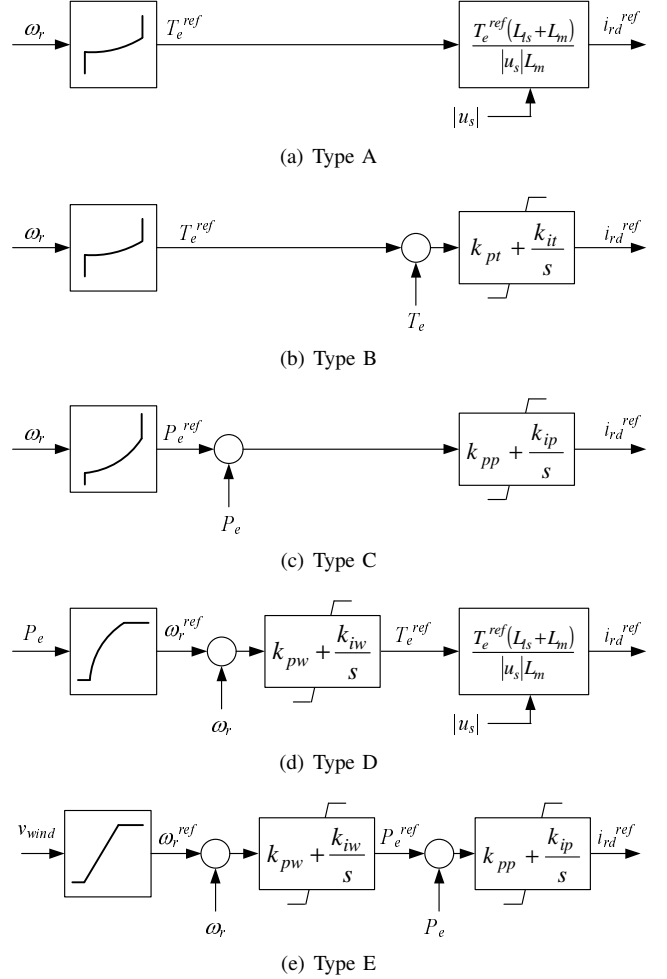 ω_r T_e^ref T_e^ref(L_ls+L_m) / |u_s|L_m i_rd^ref
|u_s|
(a) Type A
ω_r T_e^ref k_pt + k_it / s i_rd^ref
T_e
(b) Type B
ω_r P_e^ref k_pp + k_ip / s i_rd^ref
P_e
(c) Type C
P_e ω_r^ref k_pw + k_iw / s T_e^ref T_e^ref(L_ls+L_m) / |u_s|L_m i_rd^ref
ω_r |u_s|
(d) Type D
v_wind ω_r^ref k_pw + k_iw / s P_e^ref k_pp + k_ip / s i_rd^ref
ω_r P_e
(e) Type E